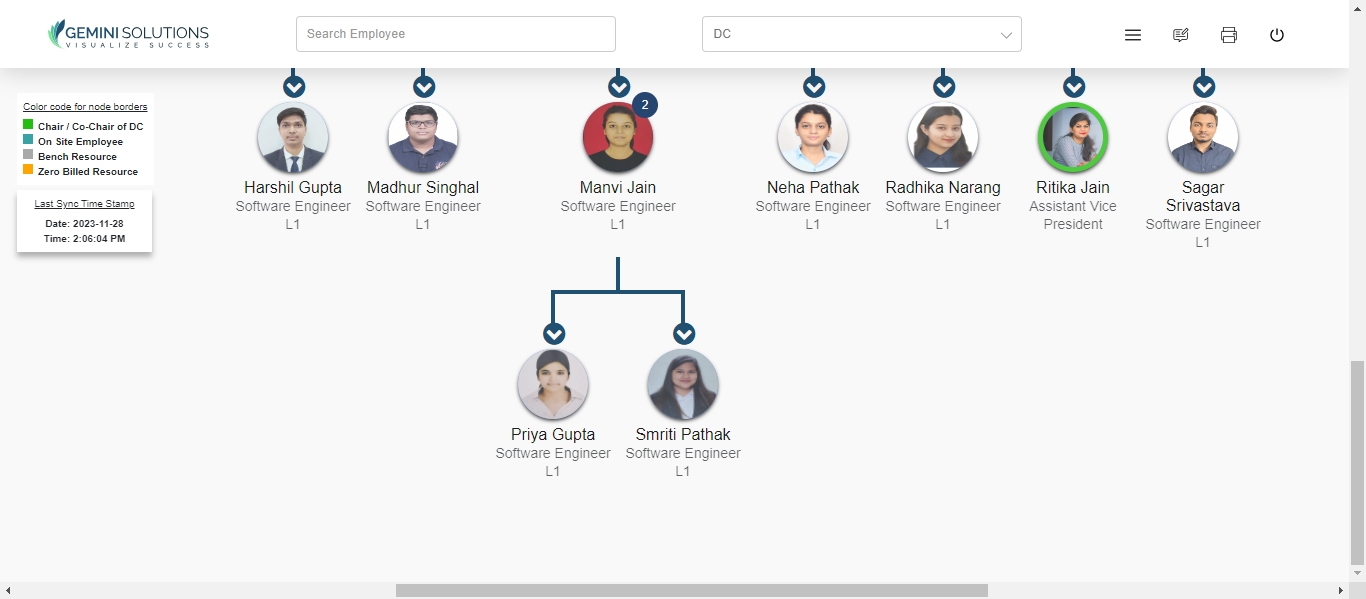 GEMINI SOLUTIONS
VISUALIZE SUCCESS
Search Employee
DC
Color code for node borders
Chair / Co-Chair of DC
On Site Employee
Bench Resource
Zero Billed Resource
Last Sync Time Stamp
Date: 2023-11-28
Time: 2:06:04 PM
Harshil Gupta
Software Engineer
L1
Madhur Singhal
Software Engineer
L1
2
Manvi Jain
Software Engineer
L1
Neha Pathak
Software Engineer
L1
Radhika Narang
Software Engineer
L1
Ritika Jain
Assistant Vice
President
Sagar
Srivastava
Software Engineer
L1
Priya Gupta
Software Engineer
L1
Smriti Pathak
Software Engineer
L1